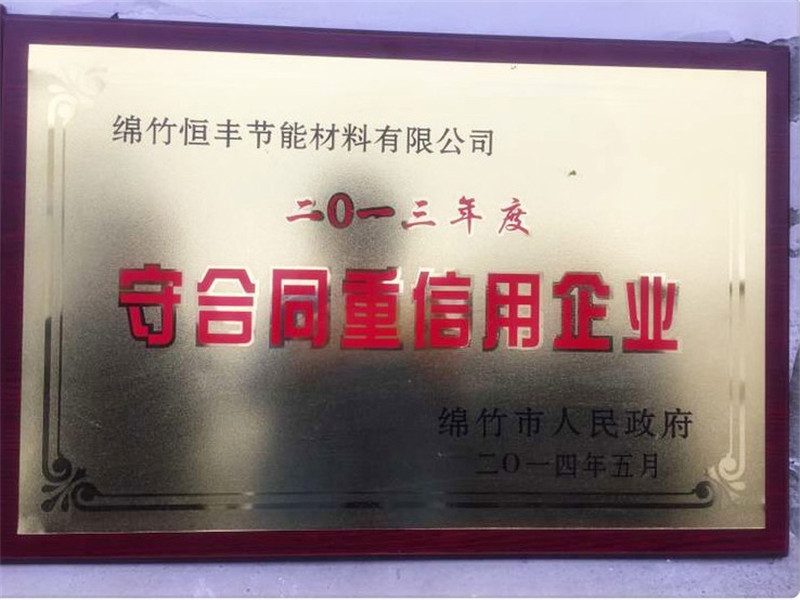 绵竹恒丰节能材料有限公司
二〇一三年度
守合同重信用企业
绵竹市人民政府
二〇一四年五月